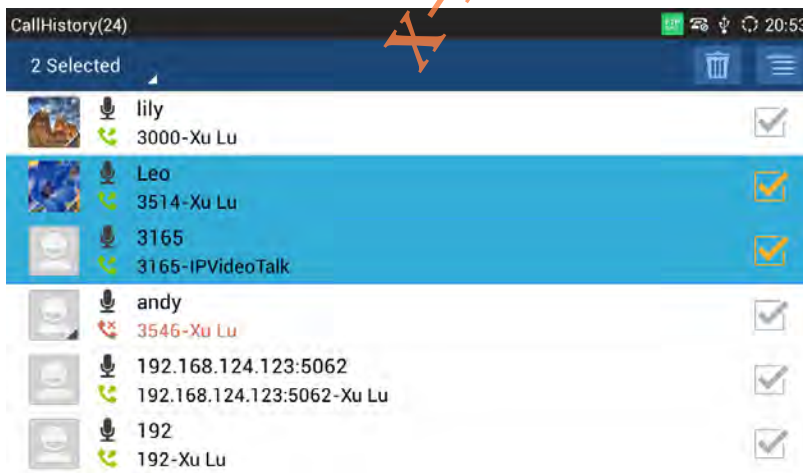 CallHistory(24)
20:53
2 Selected
lily
3000-Xu Lu
Leo
3514-Xu Lu
3165
3165-IPVideoTalk
andy
3546-Xu Lu
192.168.124.123:5062
192.168.124.123:5062-Xu Lu
192
192-Xu Lu